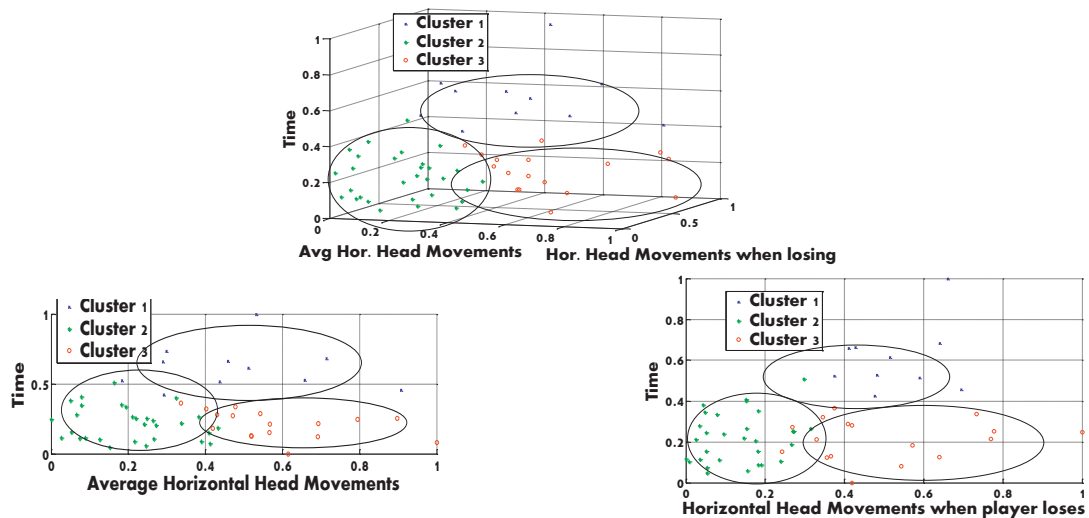 Cluster 1
Cluster 2
Cluster 3
1
0.8
0.6
0.4
0.2
0
Time
0
0.2
0.4
0.6
0.8
1
0
0.5
1
Avg Hor. Head Movements
Hor. Head Movements when losing
Cluster 1
Cluster 2
Cluster 3
1
0.5
0
Time
0
0.2
0.4
0.6
0.8
1
Average Horizontal Head Movements
Cluster 1
Cluster 2
Cluster 3
1
0.8
0.6
0.4
0.2
0
Time
0
0.2
0.4
0.6
0.8
1
Horizontal Head Movements when player loses